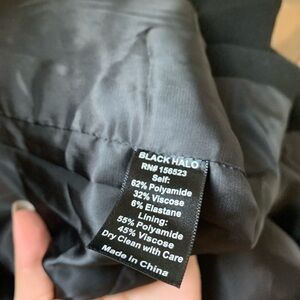 BLACK HALO
RN# 156523
Self:
62% Polyamide
32% Viscose
6% Elastane
Lining:
55% Polyamide
45% Viscose
Dry Clean with Care
Made in China